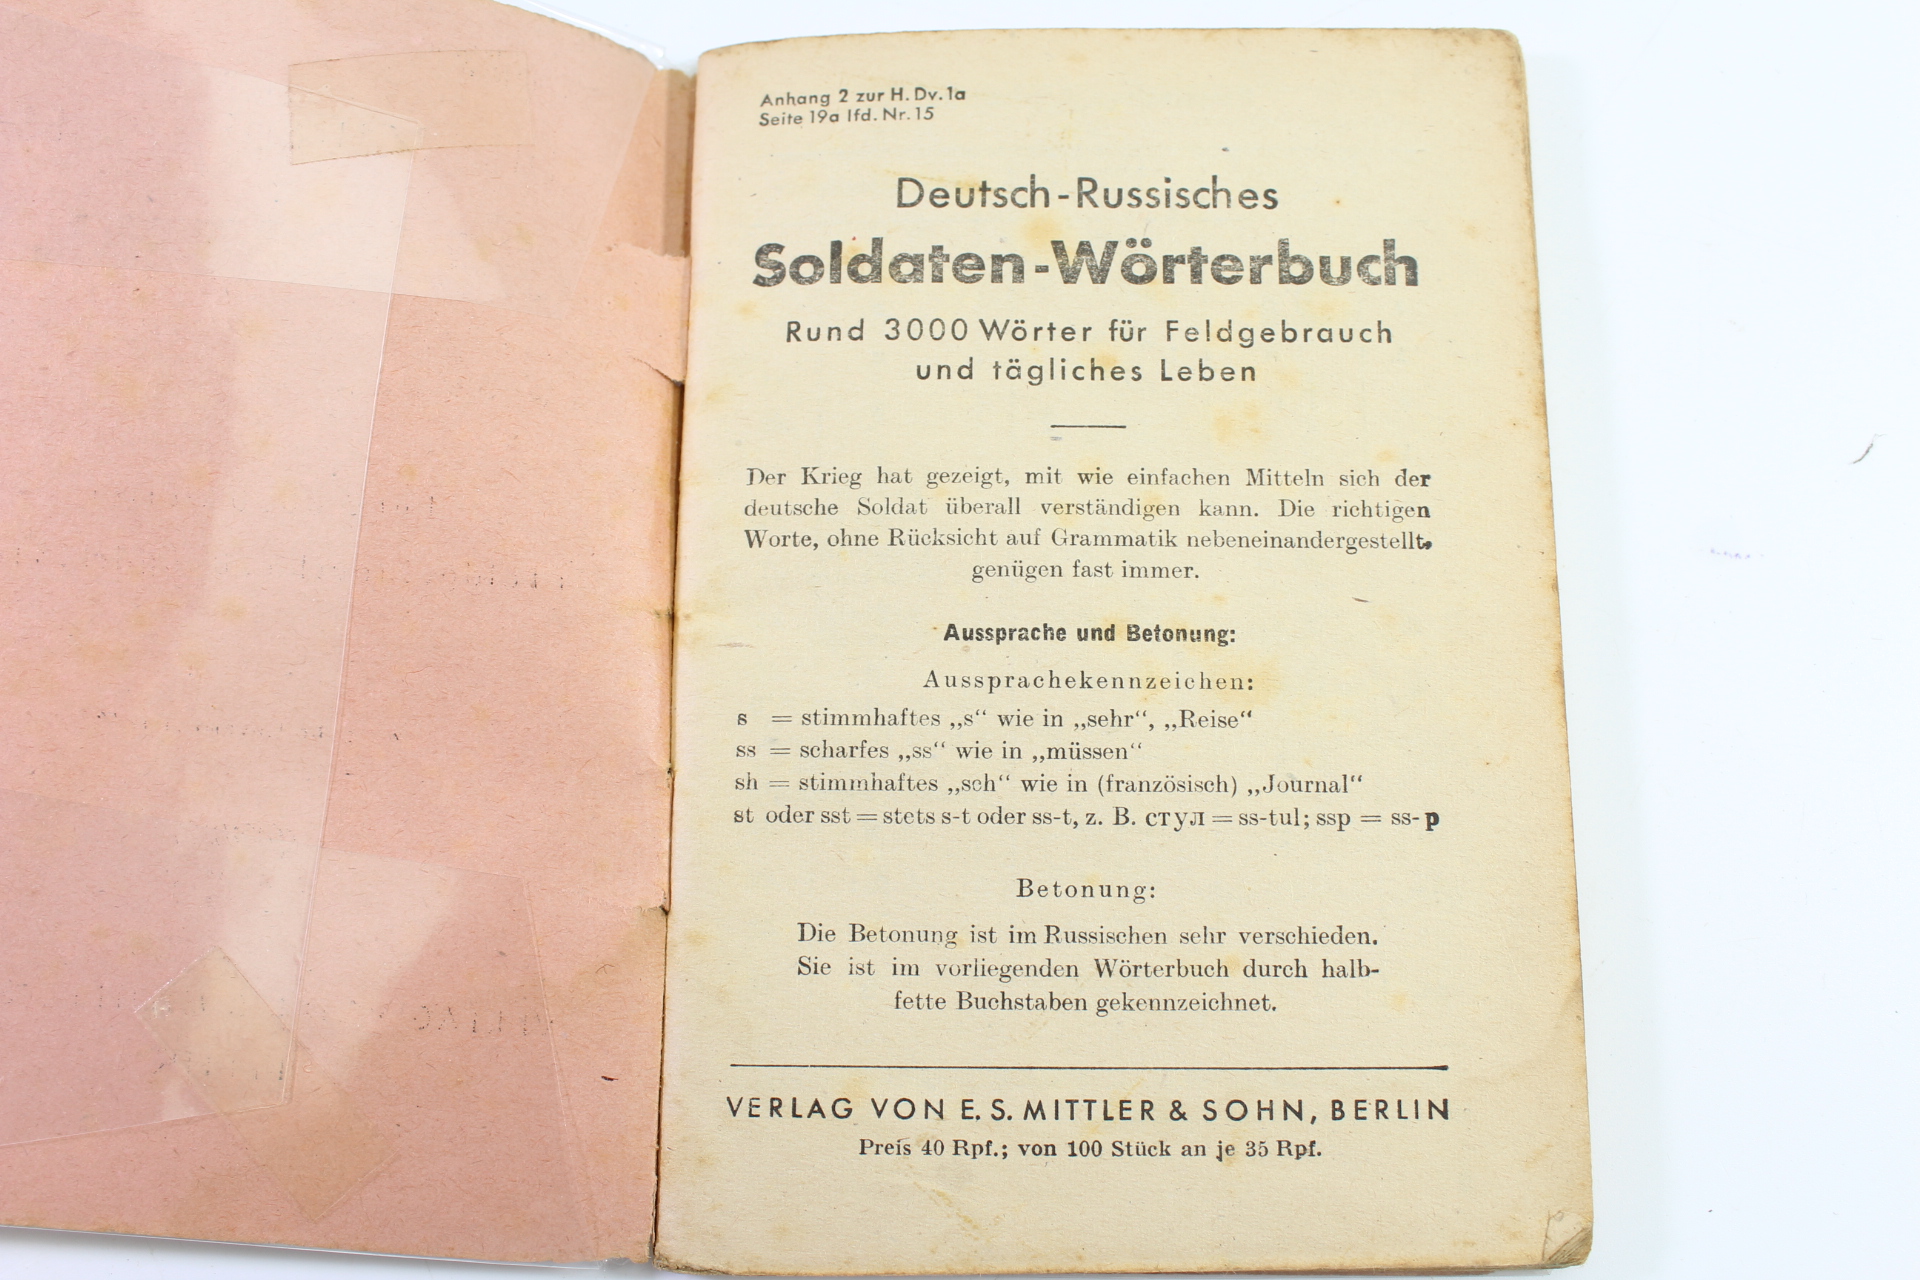 Anhang 2 zur H. Dv. 1a
Seite 19a lfd. Nr. 15
Deutsch-Russisches
Soldaten-Wörterbuch
Rund 3000 Wörter für Feldgebrauch
und tägliches Leben
Der Krieg hat gezeigt, mit wie einfachen Mitteln sich der
deutsche Soldat überall verständigen kann. Die richtigen
Worte, ohne Rücksicht auf Grammatik nebeneinandergestellt,
genügen fast immer.
Aussprache und Betonung:
Aussprachekennzeichen:
s = stimmhaftes „s“ wie in „sehr“, „Reise“
ss = scharfes „ss“ wie in „müssen“
sh = stimmhaftes „sch“ wie in (französisch) „Journal“
st oder sst = stets s-t oder ss-t, z. B. стул = ss-tul; ssp = ss-p
Betonung:
Die Betonung ist im Russischen sehr verschieden.
Sie ist im vorliegenden Wörterbuch durch halb-
fette Buchstaben gekennzeichnet.
VERLAG VON E. S. MITTLER & SOHN, BERLIN
Preis 40 Rpf.; von 100 Stück an je 35 Rpf.